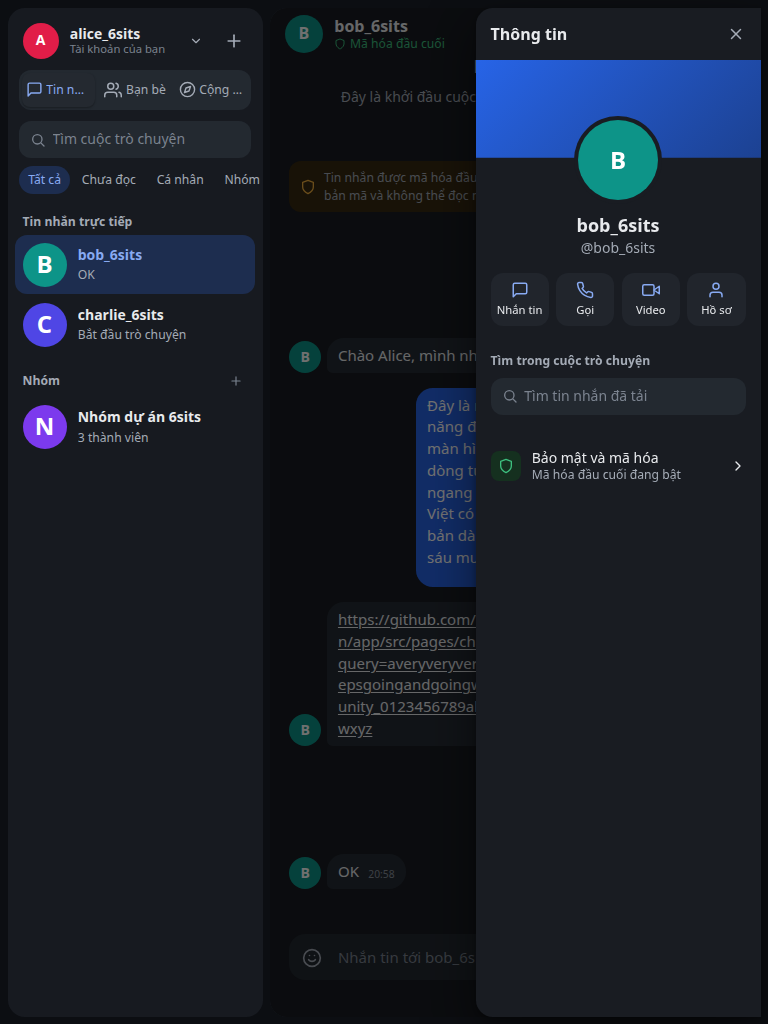 A
alice_6sits
Tài khoản của bạn
Tin n...
Bạn bè
Cộng ...
Tìm cuộc trò chuyện
Tất cả
Chưa đọc
Cá nhân
Nhóm
Tin nhắn trực tiếp
B
bob_6sits
OK
C
charlie_6sits
Bắt đầu trò chuyện
Nhóm
N
Nhóm dự án 6sits
3 thành viên
B
bob_6sits
Mã hóa đầu cuối
Đây là khởi đầu cuộc
Tin nhắn được mã hóa đầu
bản mã và không thể đọc
B
Chào Alice, mình
Đây là
năng
màn
dòng
ngang
Việt có
bản
sáu
https://github.com/
n/app/src/pages/ch
query=averyveryver
epsgoingandgoingw
unity_0123456789a
wxyz
B
B
OK
20:58
Nhắn tin tới bob_6s
Thông tin
B
bob_6sits
@bob_6sits
Nhắn tin
Gọi
Video
Hồ sơ
Tìm trong cuộc trò chuyện
Tìm tin nhắn đã tải
Bảo mật và mã hóa
Mã hóa đầu cuối đang bật